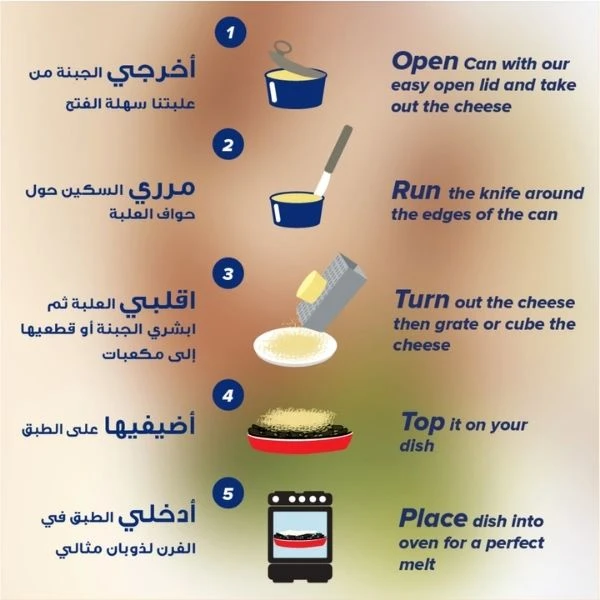 1
أخرجي الجبنة من
علبتنا سهلة الفتح
Open Can with our
easy open lid and take
out the cheese
2
مرري السكين حول
حواف العلبة
Run the knife around
the edges of the can
3
اقلبي العلبة ثم
ابشري الجبنة أو قطعيها
إلى مكعبات
Turn out the cheese
then grate or cube the
cheese
4
أضيفيها على الطبق
Top it on your
dish
5
أدخلي الطبق في
الفرن لذوبان مثالي
Place dish into
oven for a perfect
melt